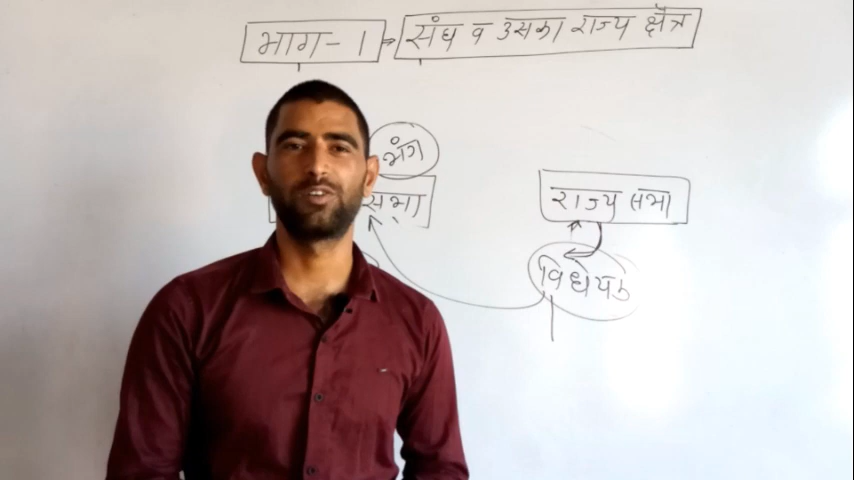 भाग-1 → संघ व उसका राज्य क्षेत्र
भंग
सभा
राज्य सभा
विधेयक